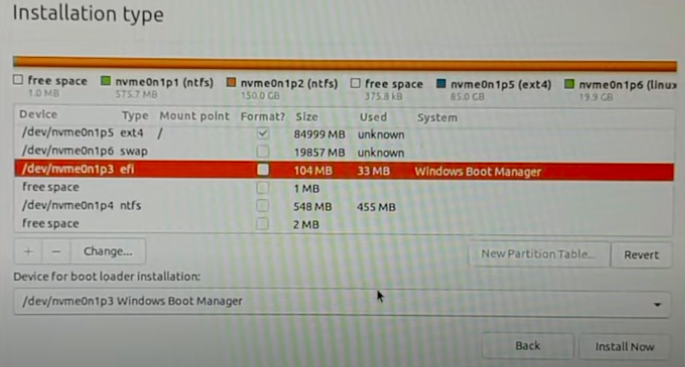 Installation type
free space nvme0n1p1 (ntfs) nvme0n1p2 (ntfs) free space nvme0n1p5 (ext4) nvme0n1p6 (linux
1.0 MB 575.7 MB 150.0 GB 375.8 kB 85.0 GB 19.9 GB
Device Type Mount point Format? Size Used System
/dev/nvme0n1p5 ext4 / 84999 MB unknown
/dev/nvme0n1p6 swap 19857 MB unknown
/dev/nvme0n1p3 efi 104 MB 33 MB Windows Boot Manager
free space 1 MB
/dev/nvme0n1p4 ntfs 548 MB 455 MB
free space 2 MB
+ − Change... New Partition Table... Revert
Device for boot loader installation:
/dev/nvme0n1p3 Windows Boot Manager
Back Install Now